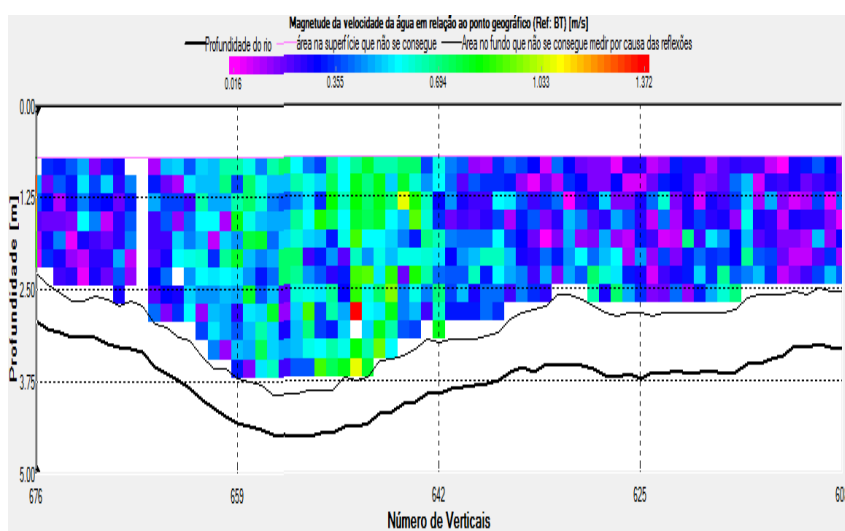 Magnitude da velocidade da água em relação ao ponto geográfico (Ref: BT) [m/s]
Profundidade do rio área na superfície que não se consegue Área no fundo que não se consegue medir por causa das reflexões
0.016 0.355 0.694 1.033 1.372
0.00
1.25
2.50
3.75
5.00
Profundidade [m]
676 659 642 625 60
Número de Verticais